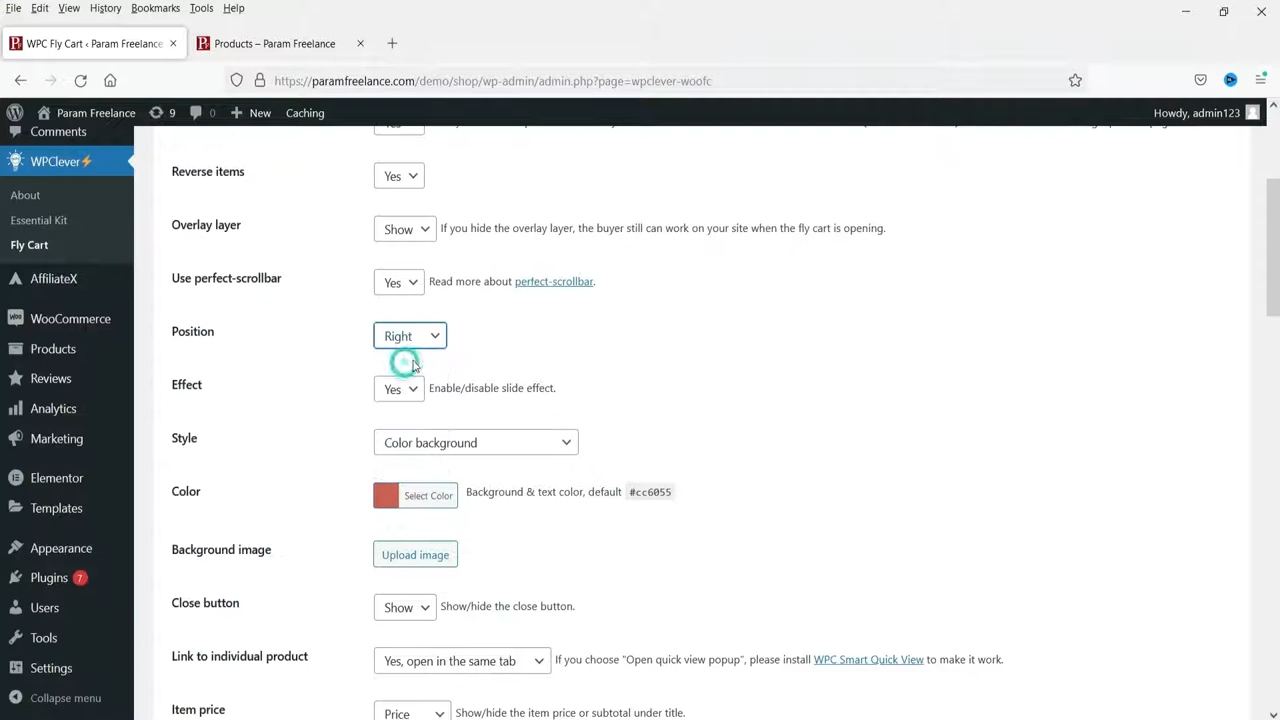 File Edit View History Bookmarks Tools Help
WPC Fly Cart ‹ Param Freelance
Products – Param Freelance
https://paramfreelance.com/demo/shop/wp-admin/admin.php?page=wpclever-woofc
Param Freelance 9 0 New Caching Howdy, admin123
Comments
WPClever⚡
About
Essential Kit
Fly Cart
AffiliateX
WooCommerce
Products
Reviews
Analytics
Marketing
Elementor
Templates
Appearance
Plugins 7
Users
Tools
Settings
Collapse menu
Reverse items Yes
Overlay layer Show If you hide the overlay layer, the buyer still can work on your site when the fly cart is opening.
Use perfect-scrollbar Yes Read more about perfect-scrollbar.
Position Right
Effect Yes Enable/disable slide effect.
Style Color background
Color Select Color Background & text color, default #cc6055
Background image Upload image
Close button Show Show/hide the close button.
Link to individual product Yes, open in the same tab If you choose "Open quick view popup", please install WPC Smart Quick View to make it work.
Item price Price Show/hide the item price or subtotal under title.